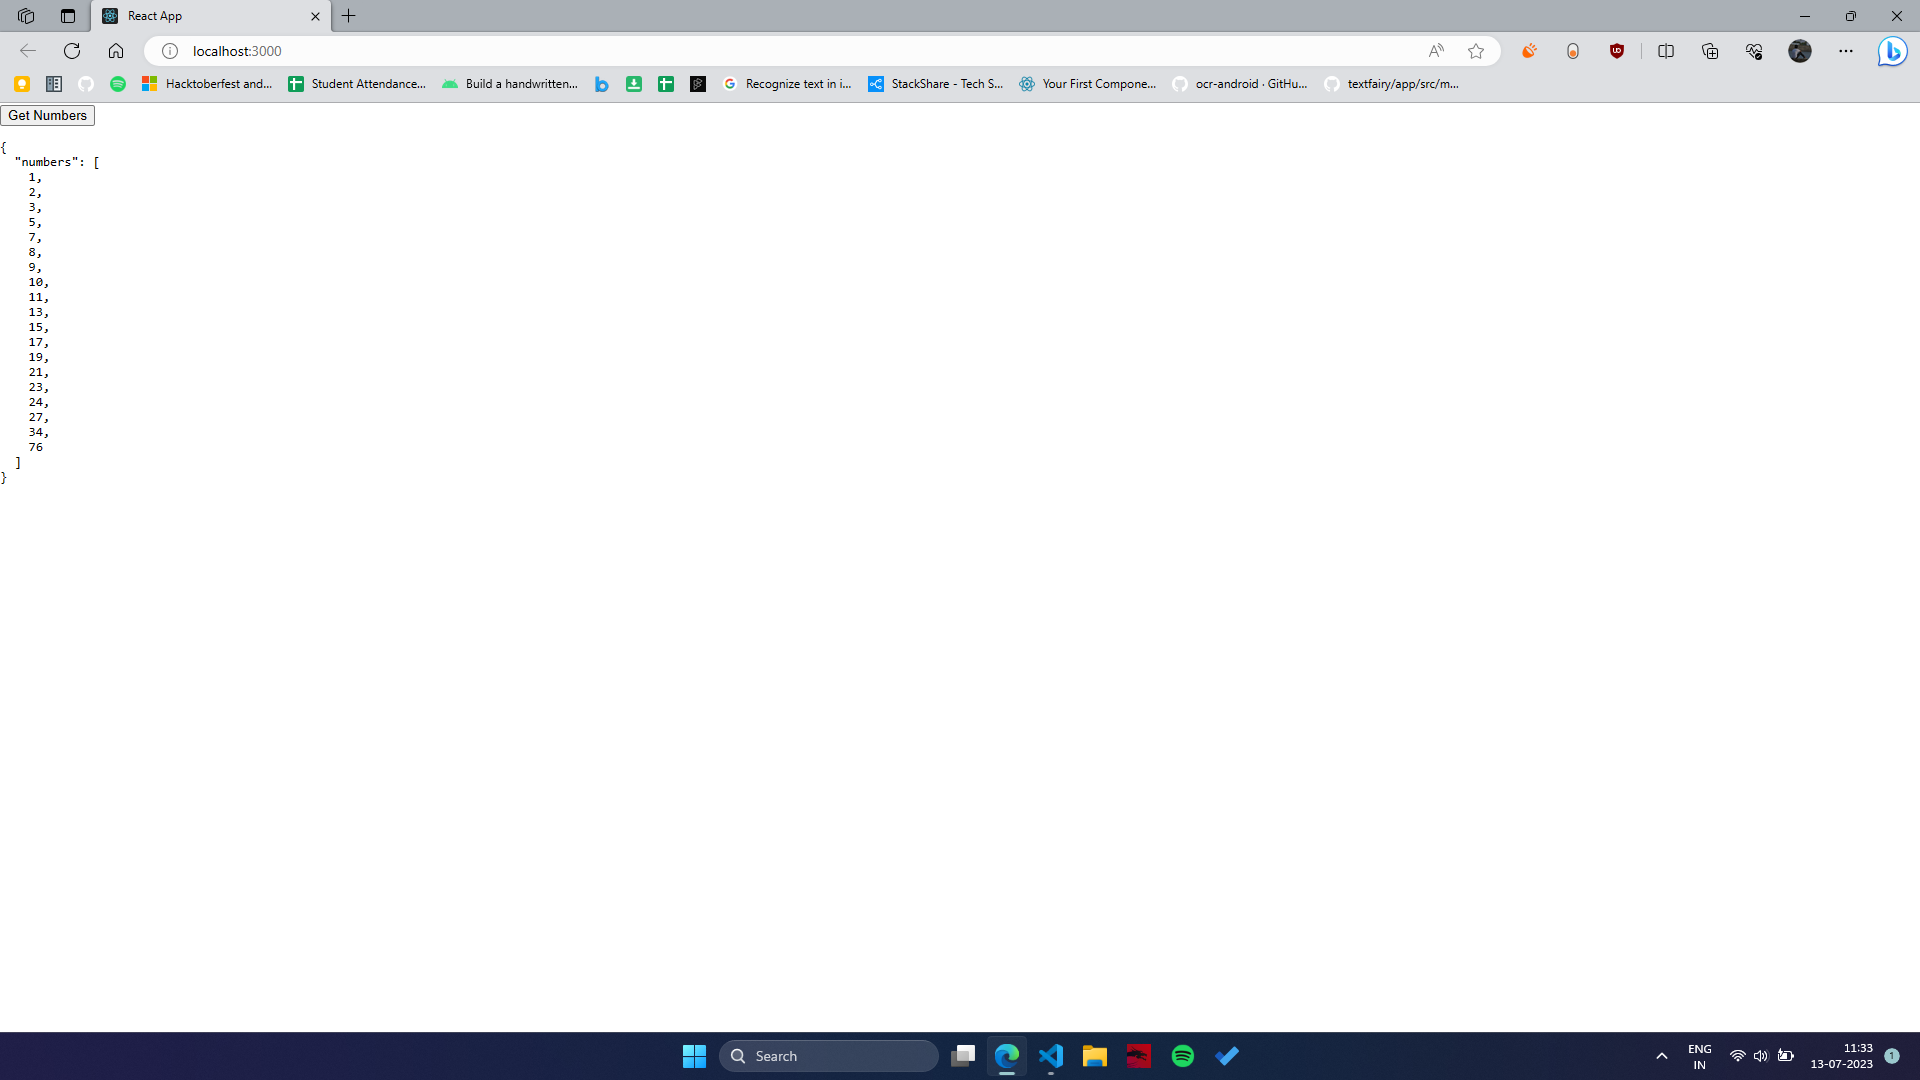 React App
localhost:3000
Hacktoberfest and...
Student Attendance...
Build a handwritten...
Recognize text in i...
StackShare - Tech S...
Your First Compone...
ocr-android · GitHu...
textfairy/app/src/m...
Get Numbers
{
  "numbers": [
    1,
    2,
    3,
    5,
    7,
    8,
    9,
    10,
    11,
    13,
    15,
    17,
    19,
    21,
    23,
    24,
    27,
    34,
    76
  ]
}
Search
ENG
IN
11:33
13-07-2023
1